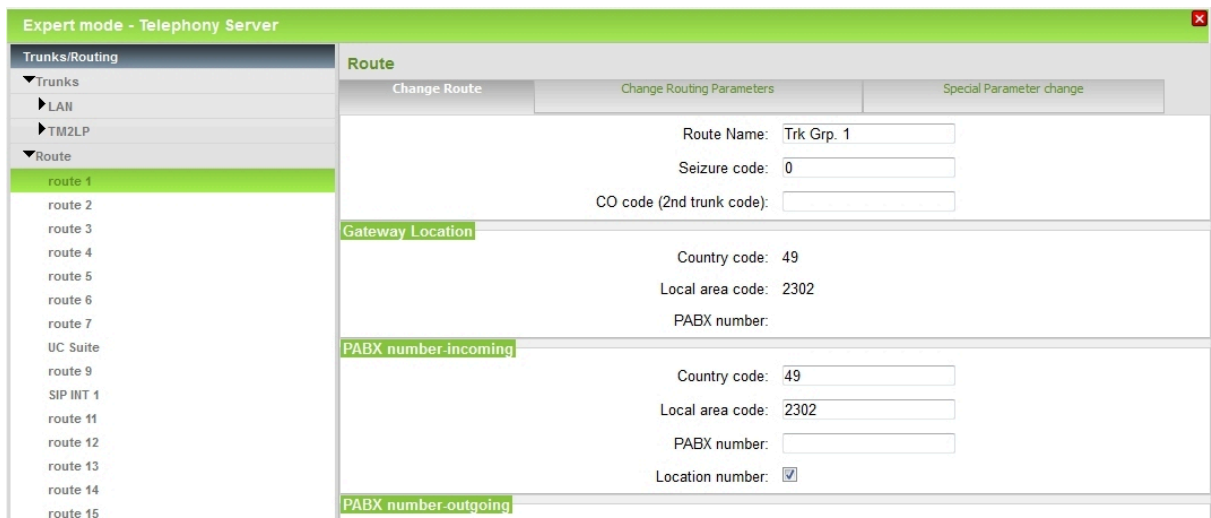 Expert mode - Telephony Server
Trunks/Routing
Trunks
LAN
TM2LP
Route
route 1
route 2
route 3
route 4
route 5
route 6
route 7
UC Suite
route 9
SIP INT 1
route 11
route 12
route 13
route 14
route 15
Route
Change Route Change Routing Parameters Special Parameter change
Route Name: Trk Grp. 1
Seizure code: 0
CO code (2nd trunk code):
Gateway Location
Country code: 49
Local area code: 2302
PABX number:
PABX number-incoming
Country code: 49
Local area code: 2302
PABX number:
Location number:
PABX number-outgoing